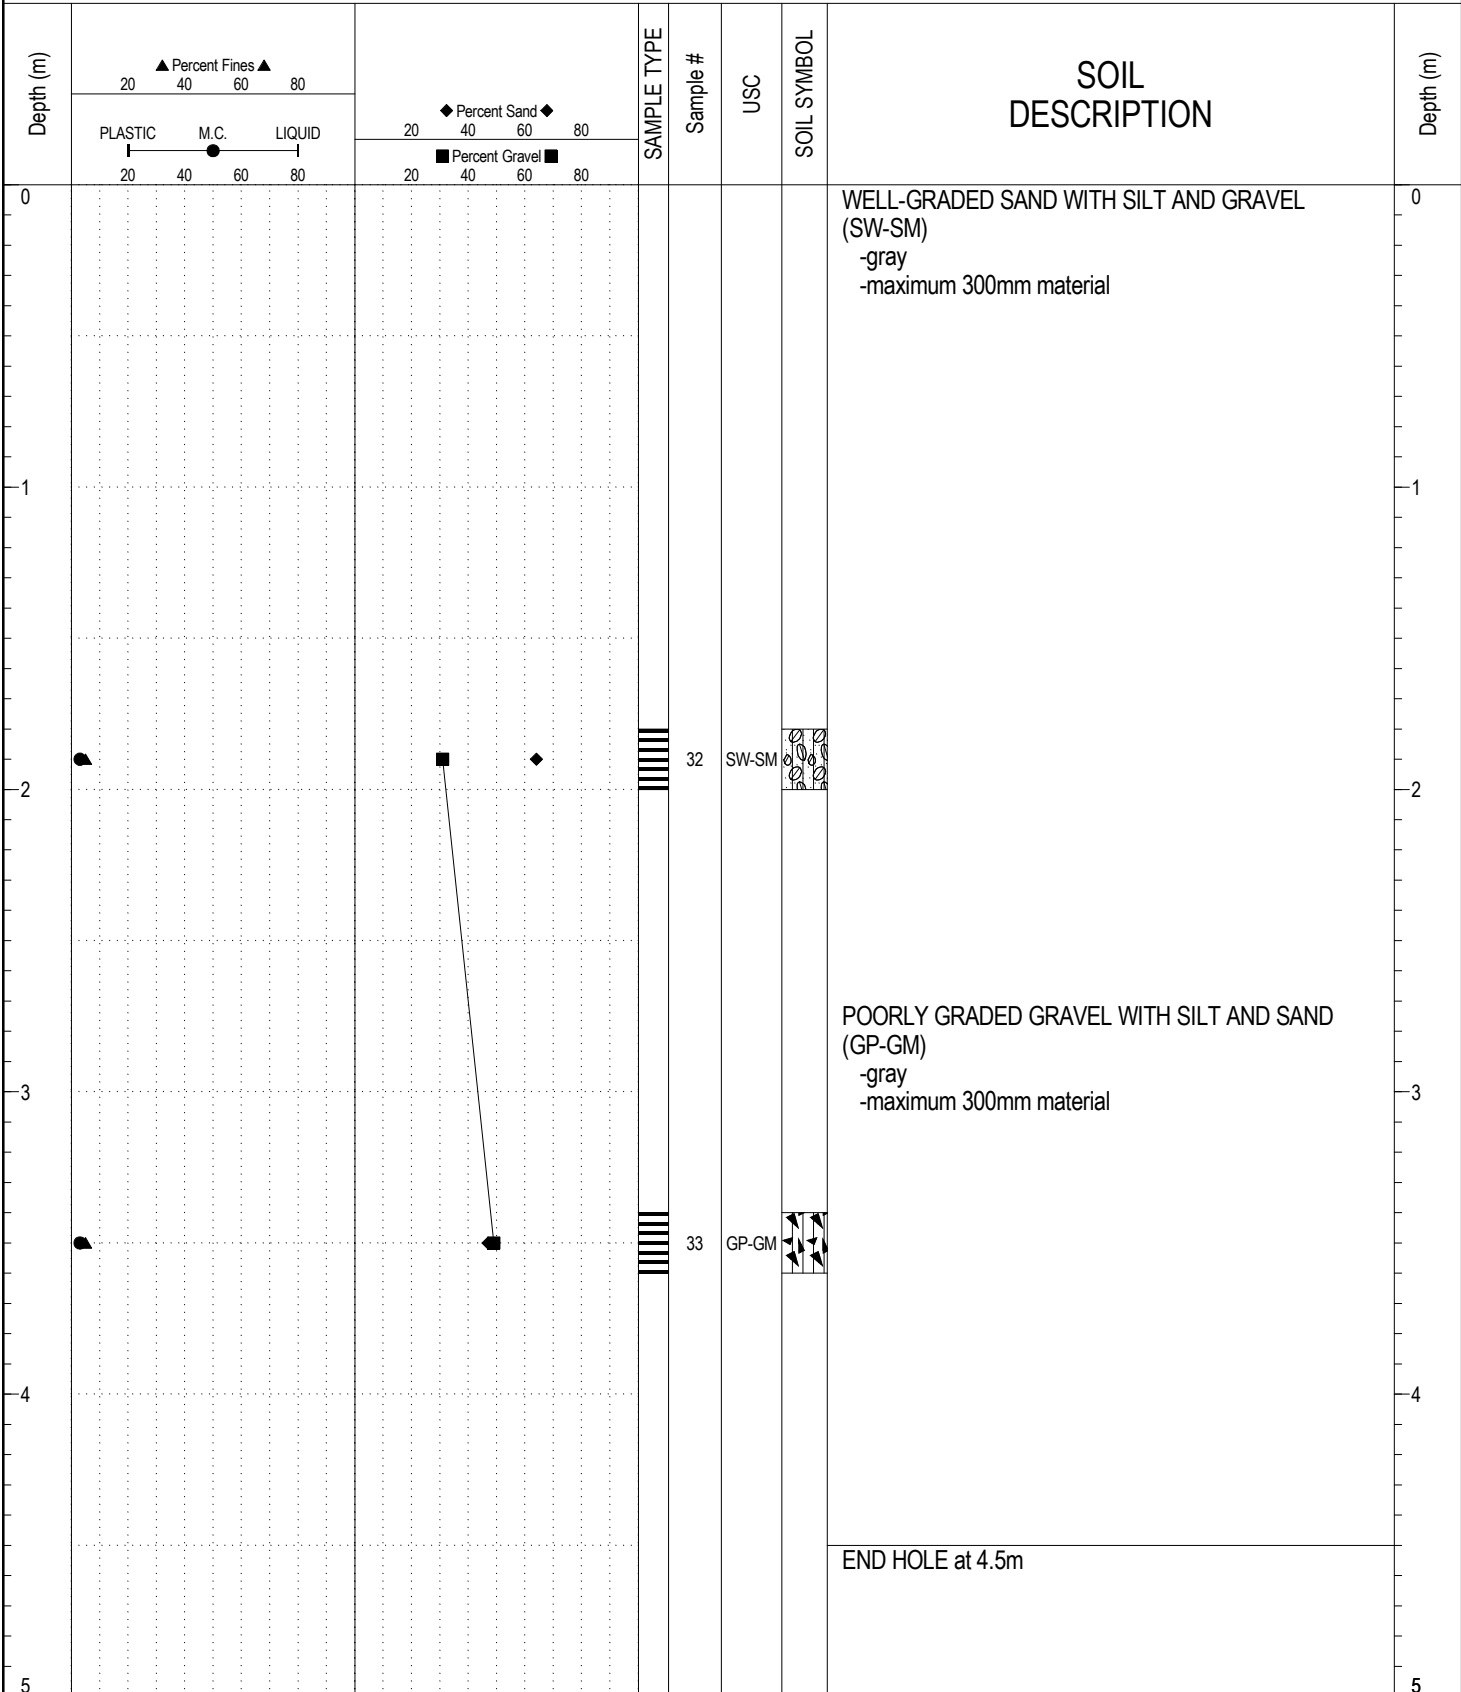 Depth (m)
▲ Percent Fines ▲
20 40 60 80
PLASTIC M.C. LIQUID
20 40 60 80
◆ Percent Sand ◆
20 40 60 80
■ Percent Gravel ■
20 40 60 80
SAMPLE TYPE
Sample #
USC
SOIL SYMBOL
SOIL
DESCRIPTION
Depth (m)
0 0
WELL-GRADED SAND WITH SILT AND GRAVEL
(SW-SM)
-gray
-maximum 300mm material
1 1
32 SW-SM
2 2
POORLY GRADED GRAVEL WITH SILT AND SAND
(GP-GM)
-gray
-maximum 300mm material
3 3
33 GP-GM
4 4
END HOLE at 4.5m
5 5